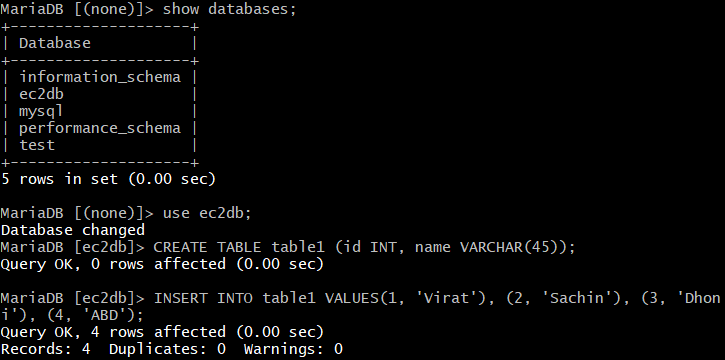 MariaDB [(none)]> show databases;
+--------------------+
| Database           |
+--------------------+
| information_schema |
| ec2db              |
| mysql              |
| performance_schema |
| test               |
+--------------------+
5 rows in set (0.00 sec)
MariaDB [(none)]> use ec2db;
Database changed
MariaDB [ec2db]> CREATE TABLE table1 (id INT, name VARCHAR(45));
Query OK, 0 rows affected (0.00 sec)
MariaDB [ec2db]> INSERT INTO table1 VALUES(1, 'Virat'), (2, 'Sachin'), (3, 'Dhon
i'), (4, 'ABD');
Query OK, 4 rows affected (0.00 sec)
Records: 4  Duplicates: 0  Warnings: 0